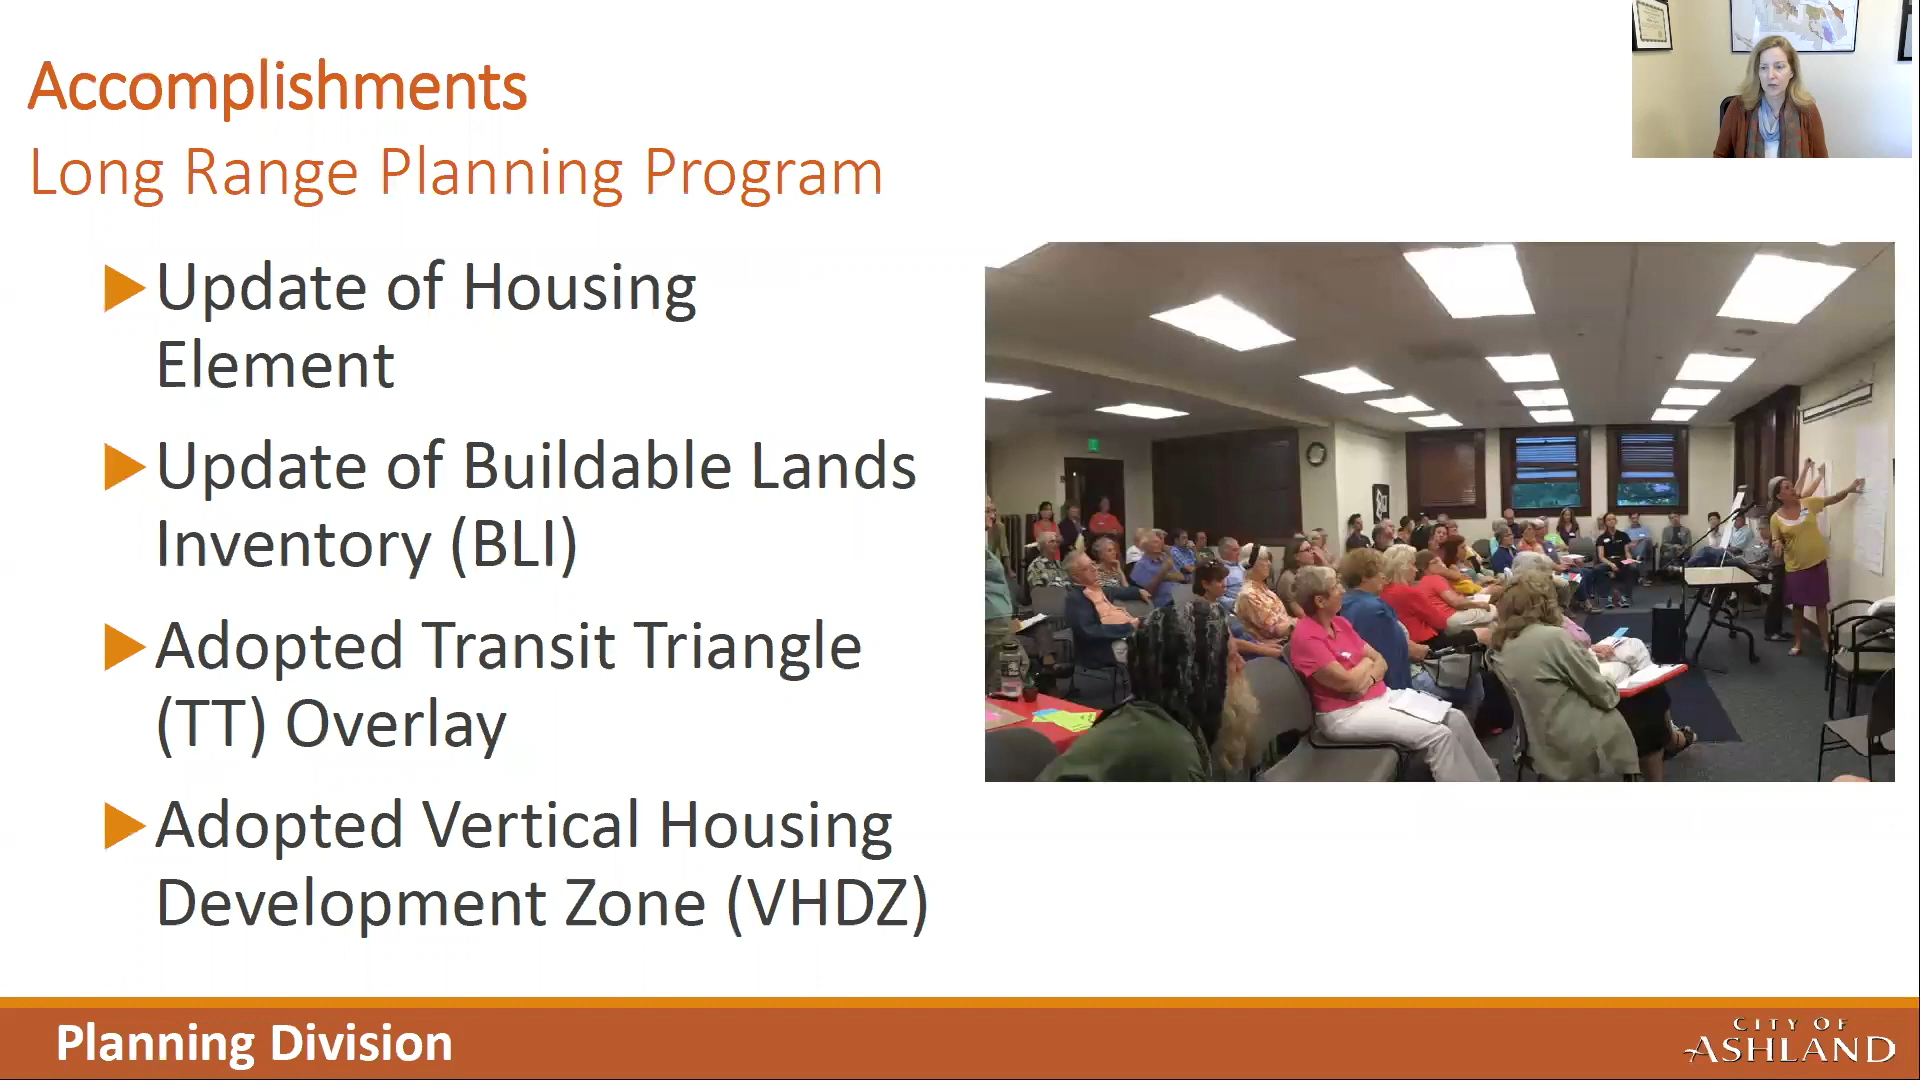 Accomplishments
Long Range Planning Program
Update of Housing
Element
Update of Buildable Lands
Inventory (BLI)
Adopted Transit Triangle
(TT) Overlay
Adopted Vertical Housing
Development Zone (VHDZ)
Planning Division
CITY OF
ASHLAND